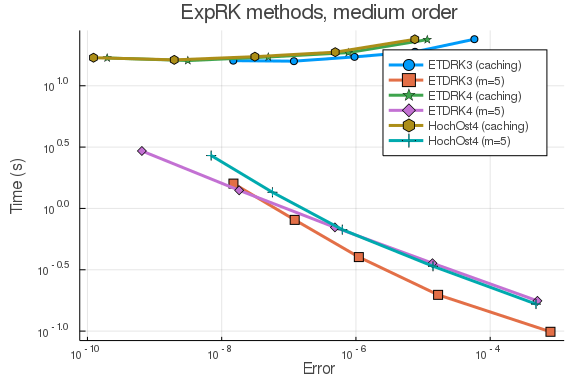 ExpRK methods, medium order
Time (s)
10^1.0
10^0.5
10^0.0
10^-0.5
10^-1.0
ETDRK3 (caching)
ETDRK3 (m=5)
ETDRK4 (caching)
ETDRK4 (m=5)
HochOst4 (caching)
HochOst4 (m=5)
10^-10 10^-8 10^-6 10^-4
Error